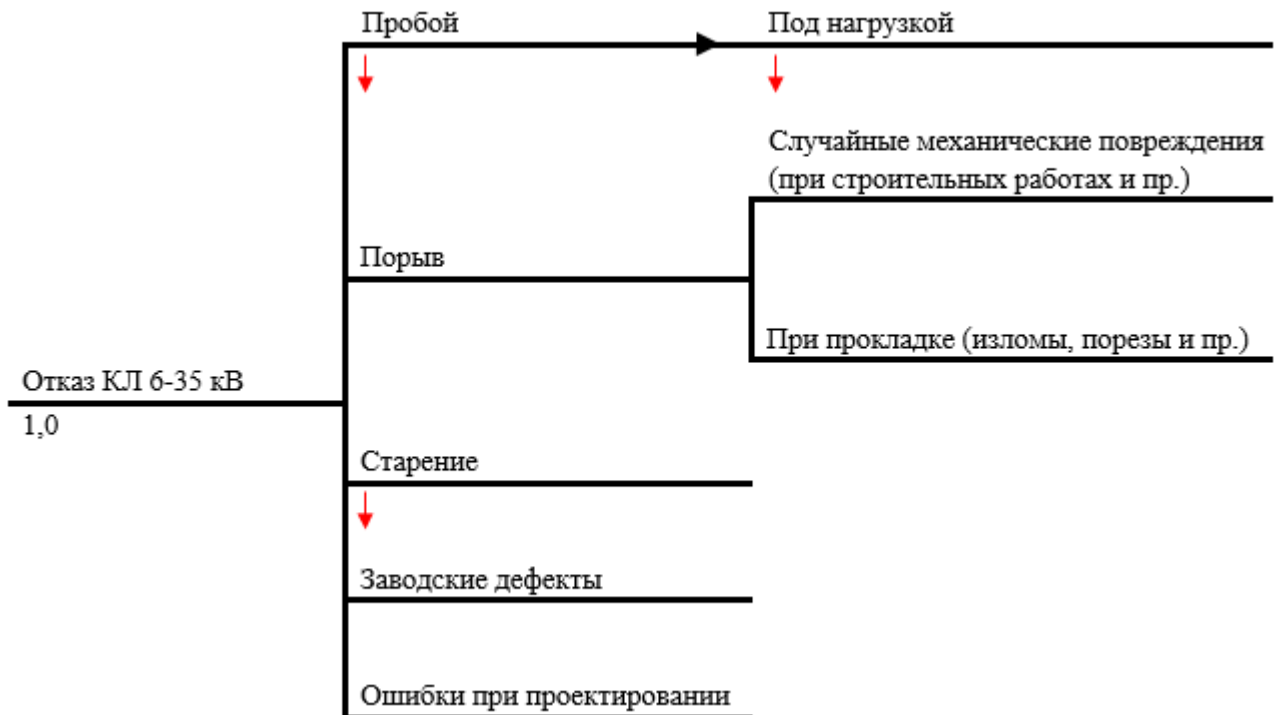 Пробой
Под нагрузкой
Случайные механические повреждения
(при строительных работах и пр.)
Порыв
При прокладке (изломы, порезы и пр.)
Отказ КЛ 6-35 кВ
1,0
Старение
Заводские дефекты
Ошибки при проектировании